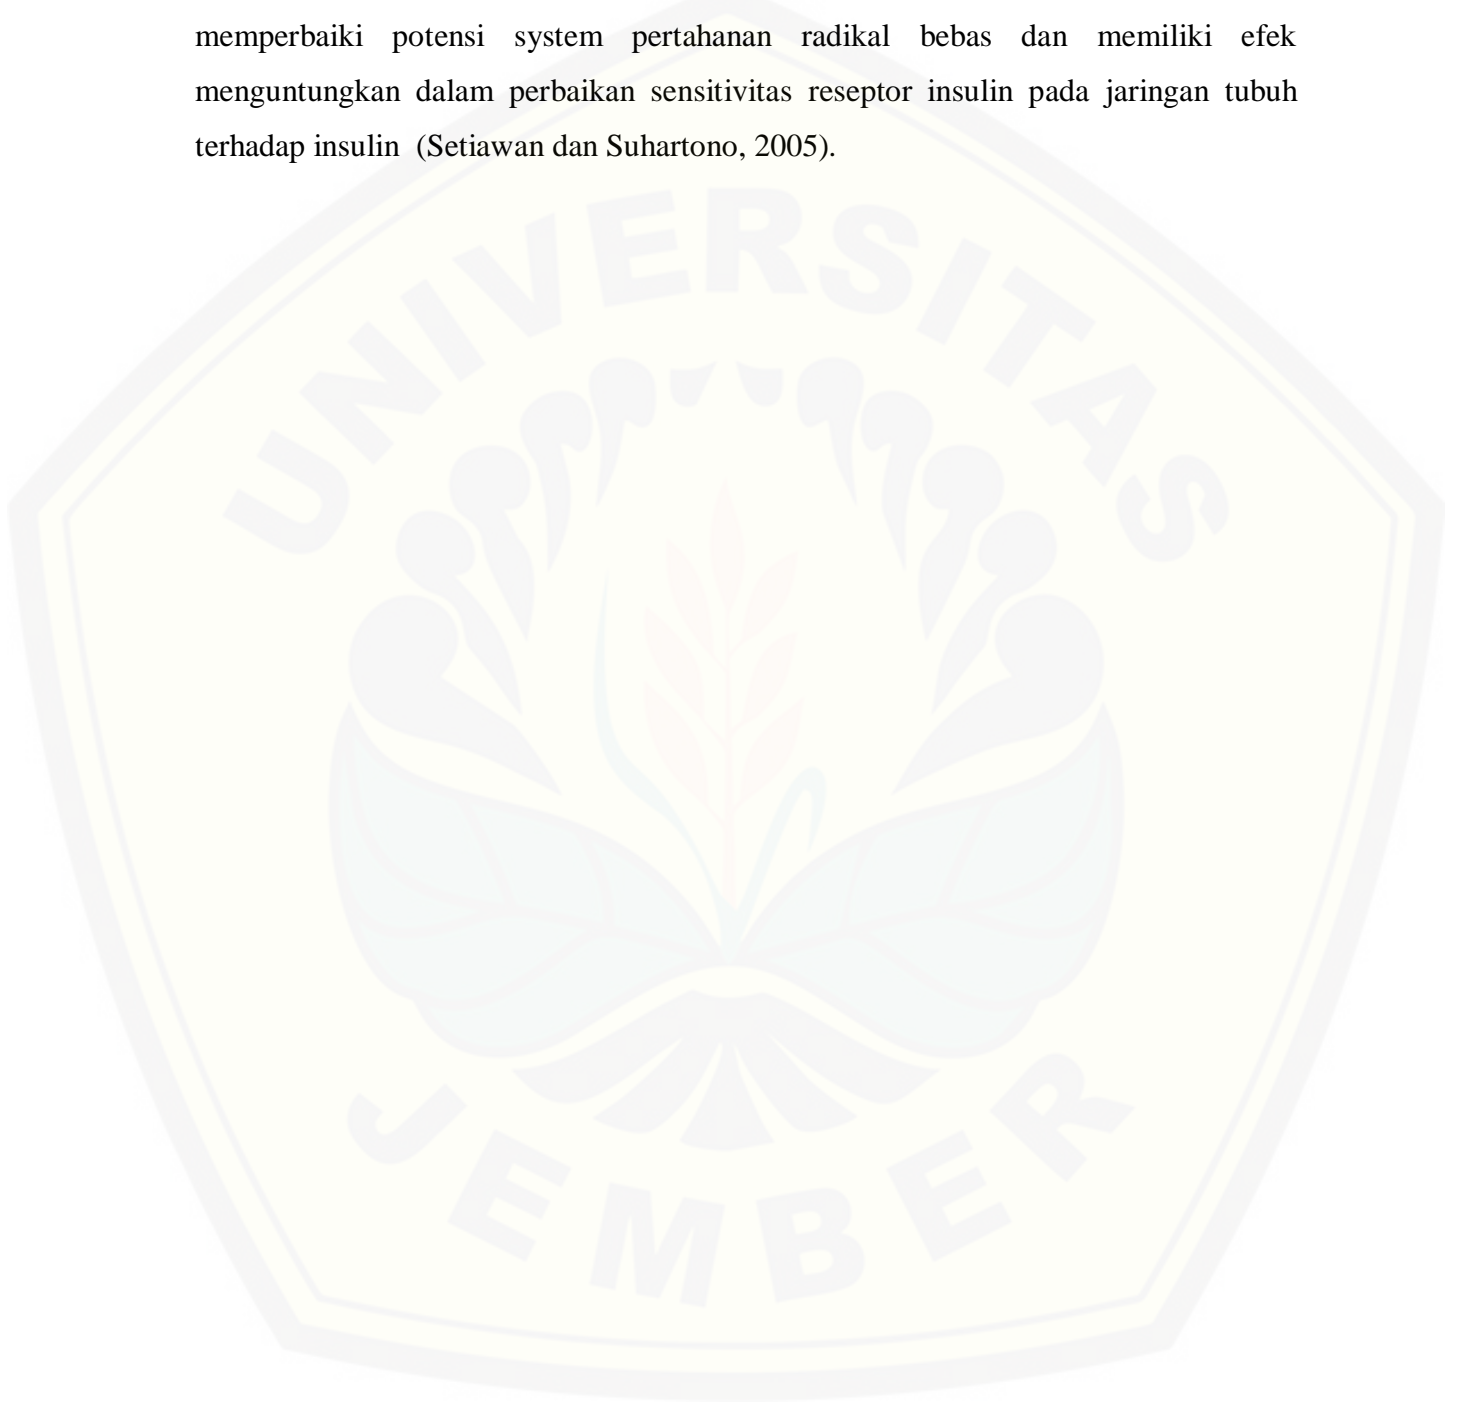 memperbaiki potensi system pertahanan radikal bebas dan memiliki efek
menguntungkan dalam perbaikan sensitivitas reseptor insulin pada jaringan tubuh
terhadap insulin (Setiawan dan Suhartono, 2005).
UNIVERSITAS
JEMBER